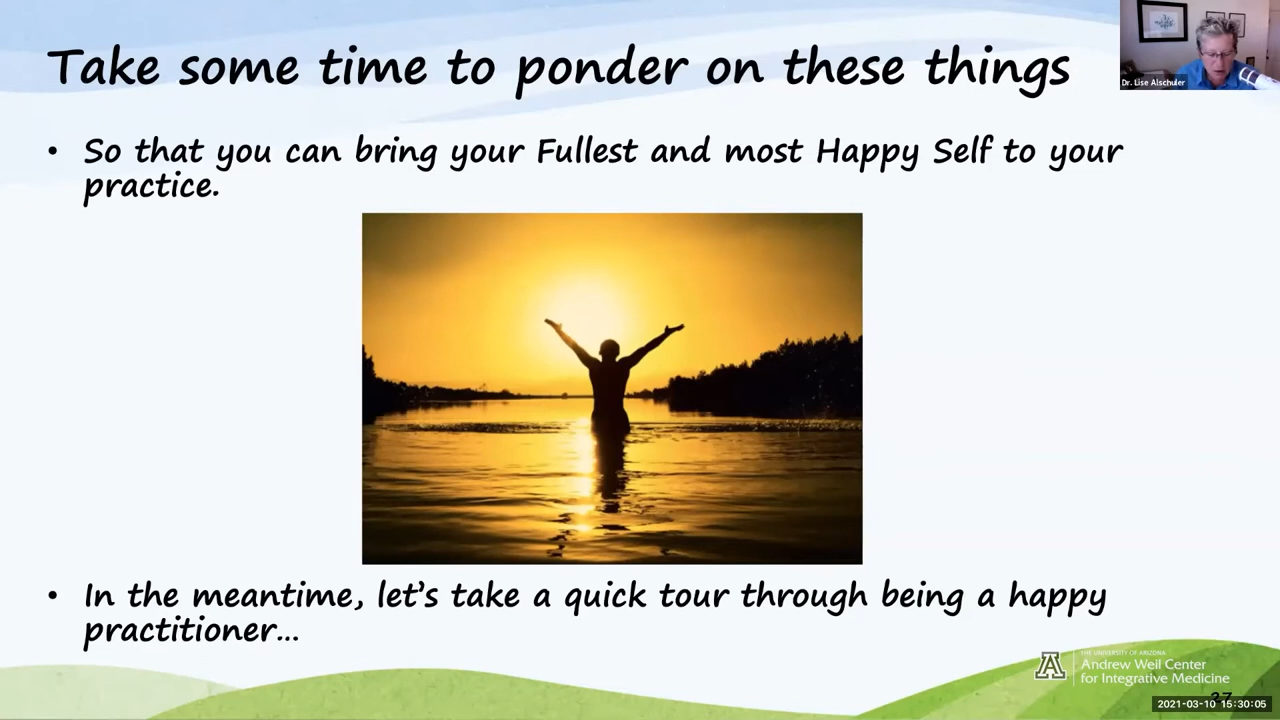 Take some time to ponder on these things
Dr. Lise Alschuler
• So that you can bring your Fullest and most Happy Self to your
practice.
• In the meantime, let's take a quick tour through being a happy
practitioner...
THE UNIVERSITY OF ARIZONA
Andrew Weil Center
for Integrative Medicine
27
2021-03-10 15:30:05